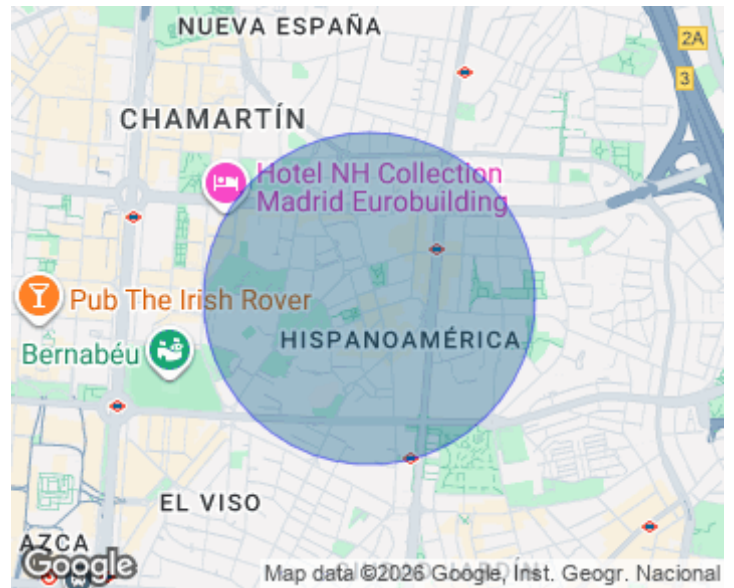 NUEVA ESPAÑA
2A
3
CHAMARTÍN
Hotel NH Collection
Madrid Eurobuilding
Pub The Irish Rover
Bernabéu
HISPANOAMÉRICA
EL VISO
AZCA
Google
Map data ©2026 Google, Inst. Geogr. Nacional